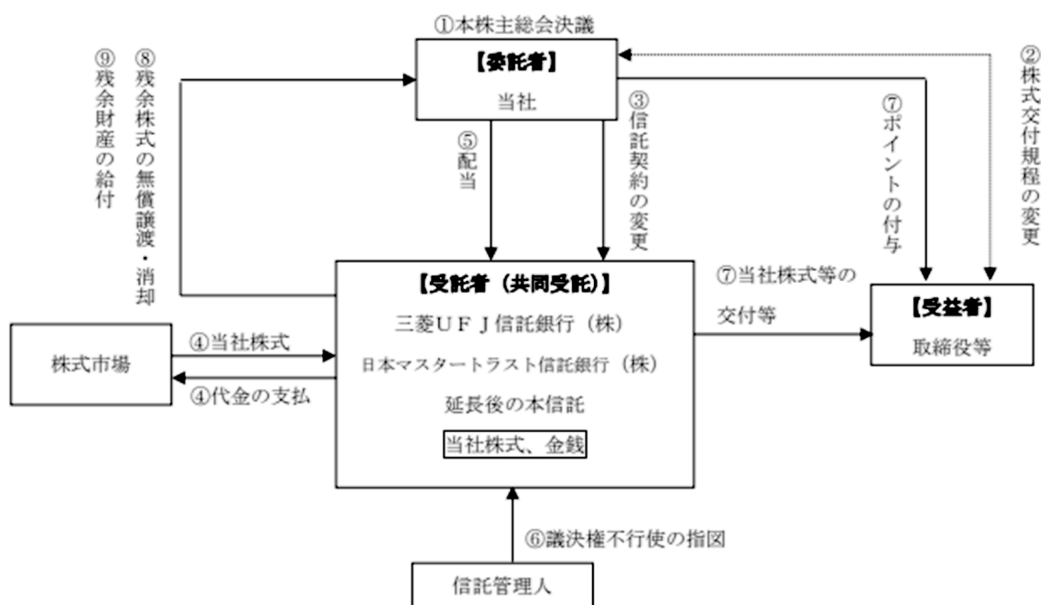 ①本株主総会決議
【委託者】
当社
⑨残余財産の給付
⑧残余株式の無償譲渡・消却
⑤配当
③信託契約の変更
⑦ポイントの付与
②株式交付規程の変更
【受託者（共同受託）】
三菱ＵＦＪ信託銀行（株）
日本マスタートラスト信託銀行（株）
延長後の本信託
当社株式、金銭
⑦当社株式等の
交付等
【受益者】
取締役等
株式市場
④当社株式
④代金の支払
⑥議決権不行使の指図
信託管理人